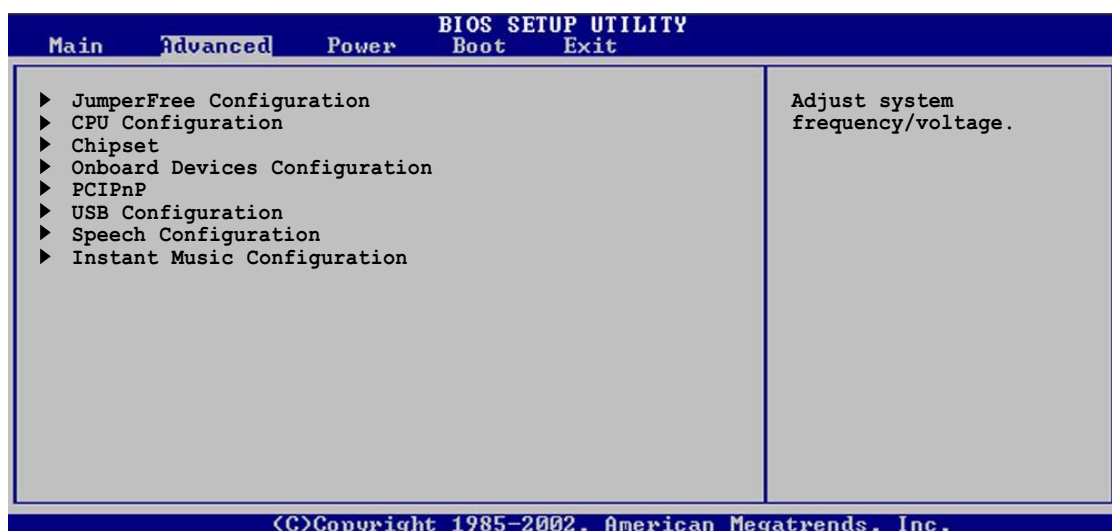 BIOS SETUP UTILITY
Main Advanced Power Boot Exit
JumperFree Configuration
CPU Configuration
Chipset
Onboard Devices Configuration
PCIPnP
USB Configuration
Speech Configuration
Instant Music Configuration
Adjust system
frequency/voltage.
(C)Copyright 1985-2002, American Megatrends, Inc.